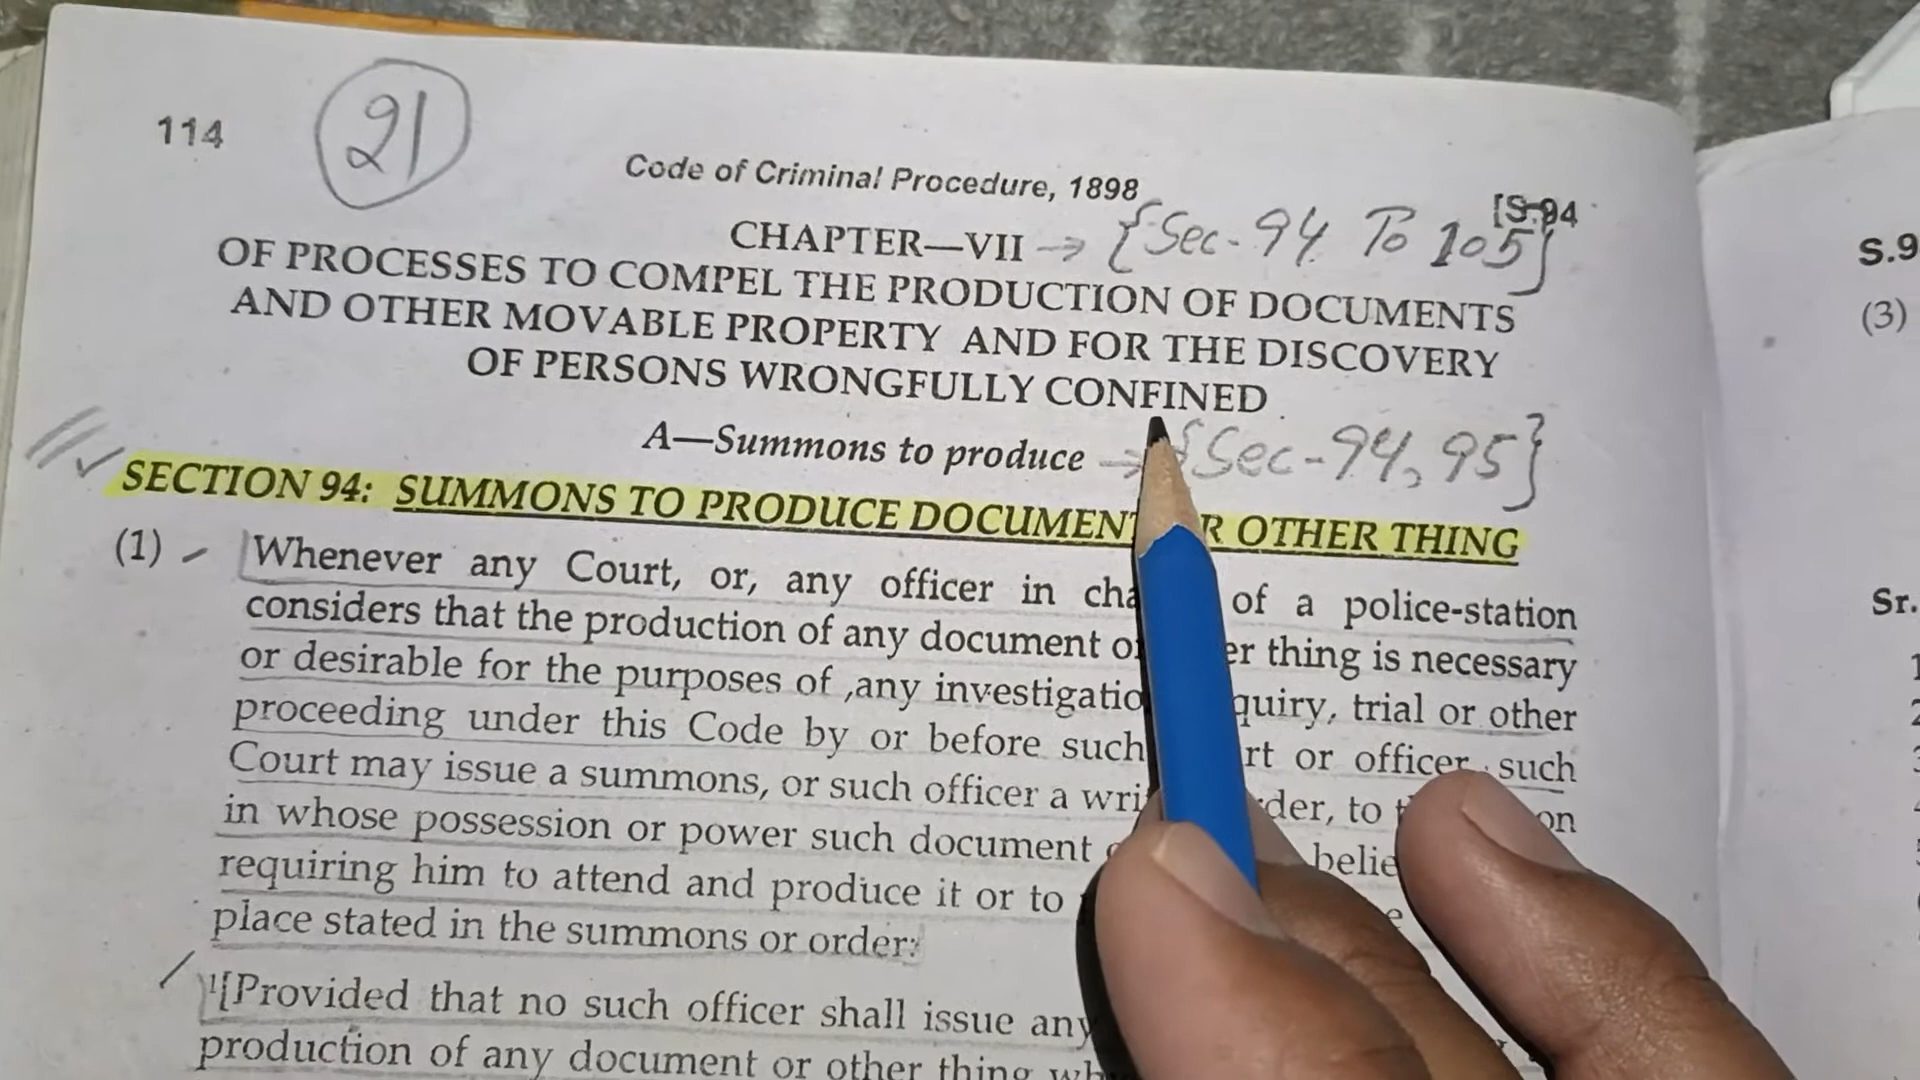 114
21
Code of Criminal Procedure, 1898
[S.94
CHAPTER—VII → {Sec-94 To 105}
OF PROCESSES TO COMPEL THE PRODUCTION OF DOCUMENTS
AND OTHER MOVABLE PROPERTY AND FOR THE DISCOVERY
OF PERSONS WRONGFULLY CONFINED
A—Summons to produce → {Sec-94, 95}
SECTION 94: SUMMONS TO PRODUCE DOCUMENT OTHER THING
(1) Whenever any Court, or, any officer in of a police-station
considers that the production of any document thing is necessary
or desirable for the purposes of ,any investigatio quiry, trial or other
proceeding under this Code by or before such or officer, such
Court may issue a summons, or such officer a to
in whose possession or power such document
requiring him to attend and produce it or to
place stated in the summons or order:
1[Provided that no such officer shall issue any
production of any document or other thing
S.9
(3)
Sr.